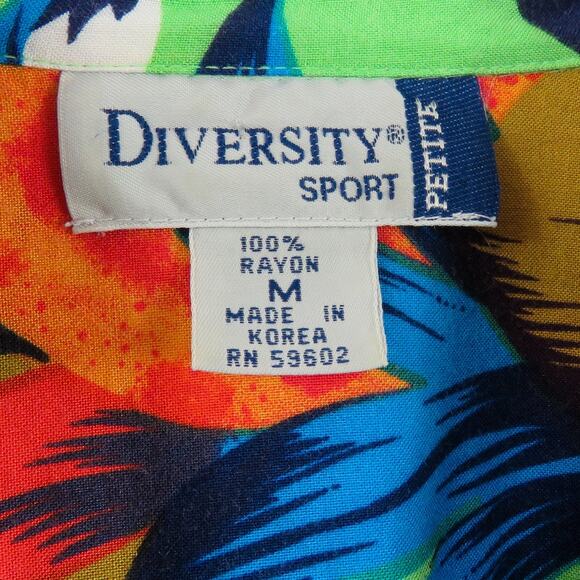 DIVERSITY®
SPORT
PETITE
100%
RAYON
M
MADE IN
KOREA
RN 59602